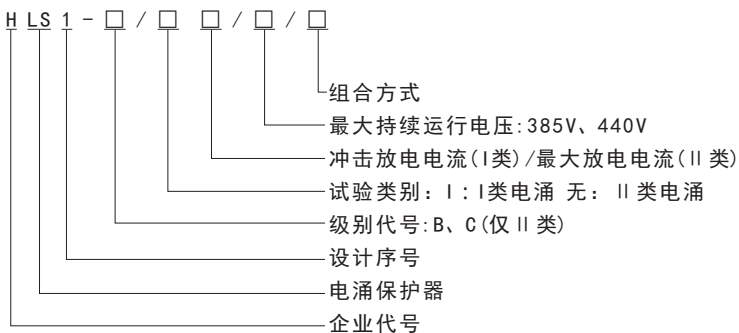 H LS 1 - □ / □ □ / □ / □
组合方式
最大持续运行电压:385V、440V
冲击放电电流(I类)/最大放电电流(II类)
试验类别：I：I类电涌 无：II类电涌
级别代号:B、C(仅II类)
设计序号
电涌保护器
企业代号